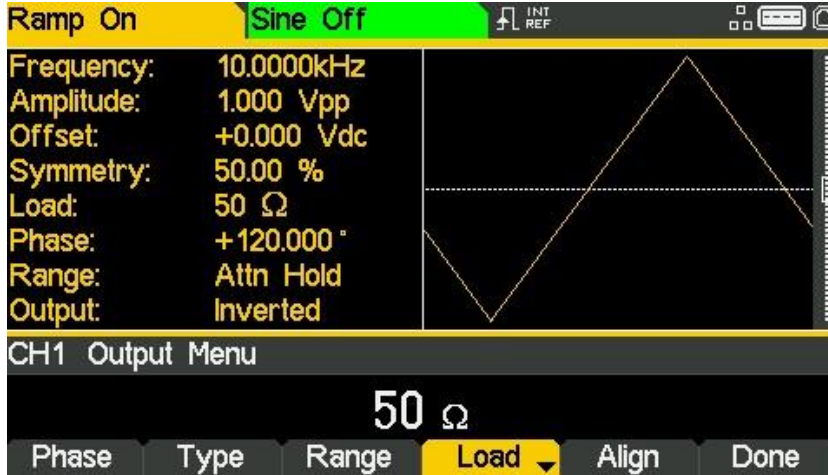 Ramp On Sine Off INT REF
Frequency: 10.0000kHz
Amplitude: 1.000 Vpp
Offset: +0.000 Vdc
Symmetry: 50.00 %
Load: 50 Ω
Phase: +120.000 °
Range: Attn Hold
Output: Inverted
CH1 Output Menu
50 Ω
Phase Type Range Load Align Done